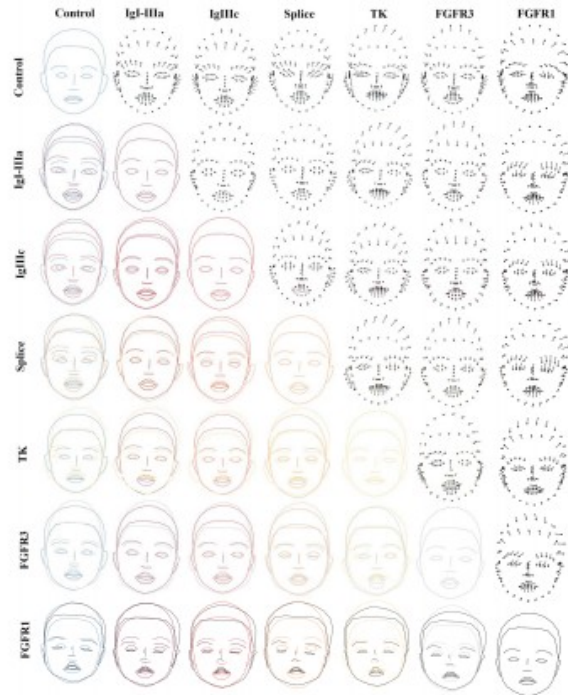 Control IgI-IIIa IgIIIc Splice TK FGFR3 FGFR1
Control
IgI-IIIa
IgIIIc
Splice
TK
FGFR3
FGFR1